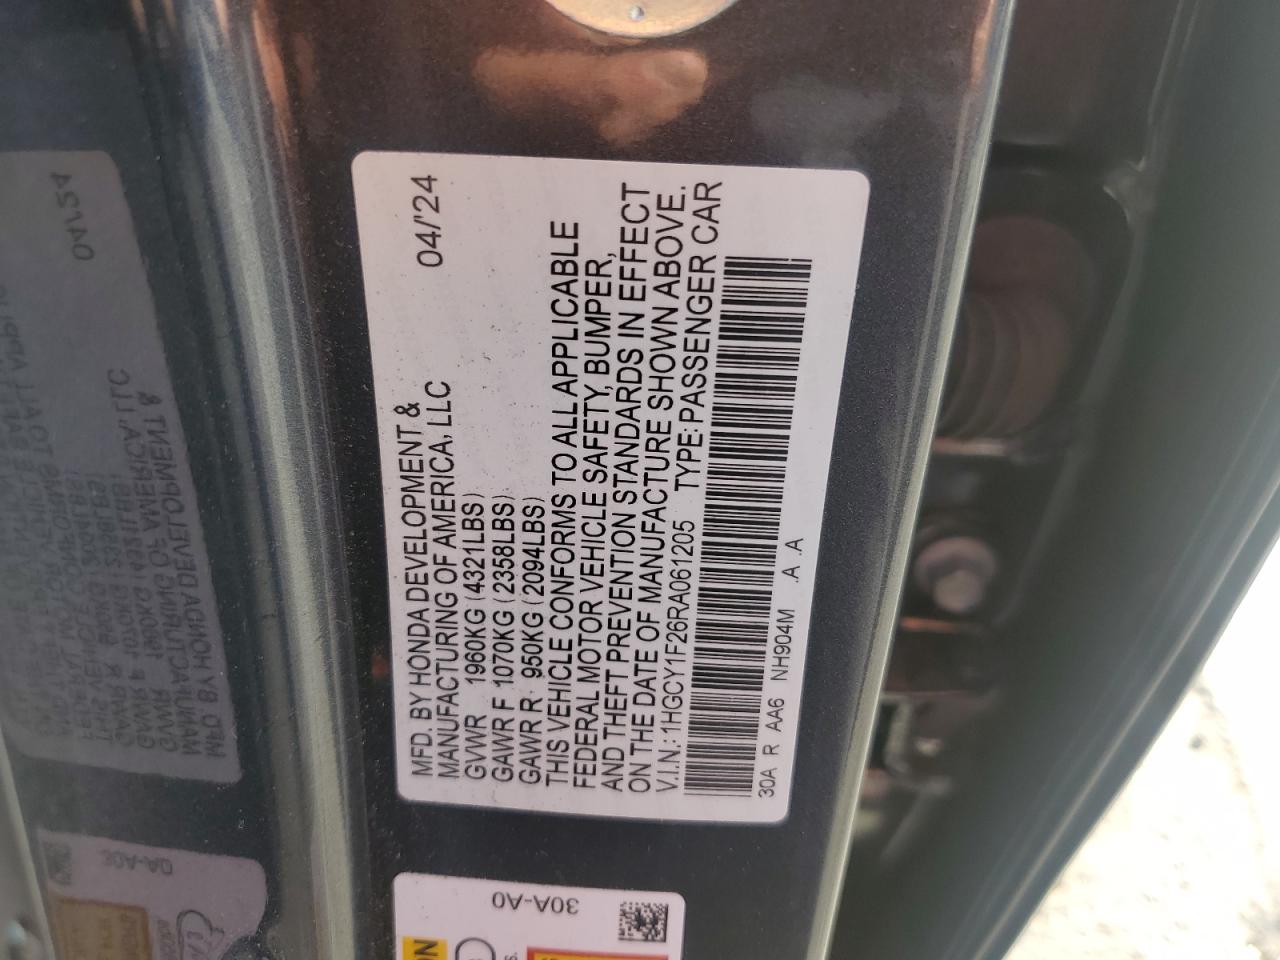 04/'24
MFD. BY HONDA DEVELOPMENT &
MANUFACTURING OF AMERICA, LLC
GVWR 1960KG (4321LBS)
GAWR F 1070KG (2358LBS)
GAWR R 950KG (2094LBS)
THIS VEHICLE CONFORMS TO ALL APPLICABLE
FEDERAL MOTOR VEHICLE SAFETY, BUMPER,
AND THEFT PREVENTION STANDARDS IN EFFECT
ON THE DATE OF MANUFACTURE SHOWN ABOVE.
V.I.N.: 1HGCY1F26RA061205 TYPE: PASSENGER CAR
30A R AA6 NH904M .A .A
30A-A0